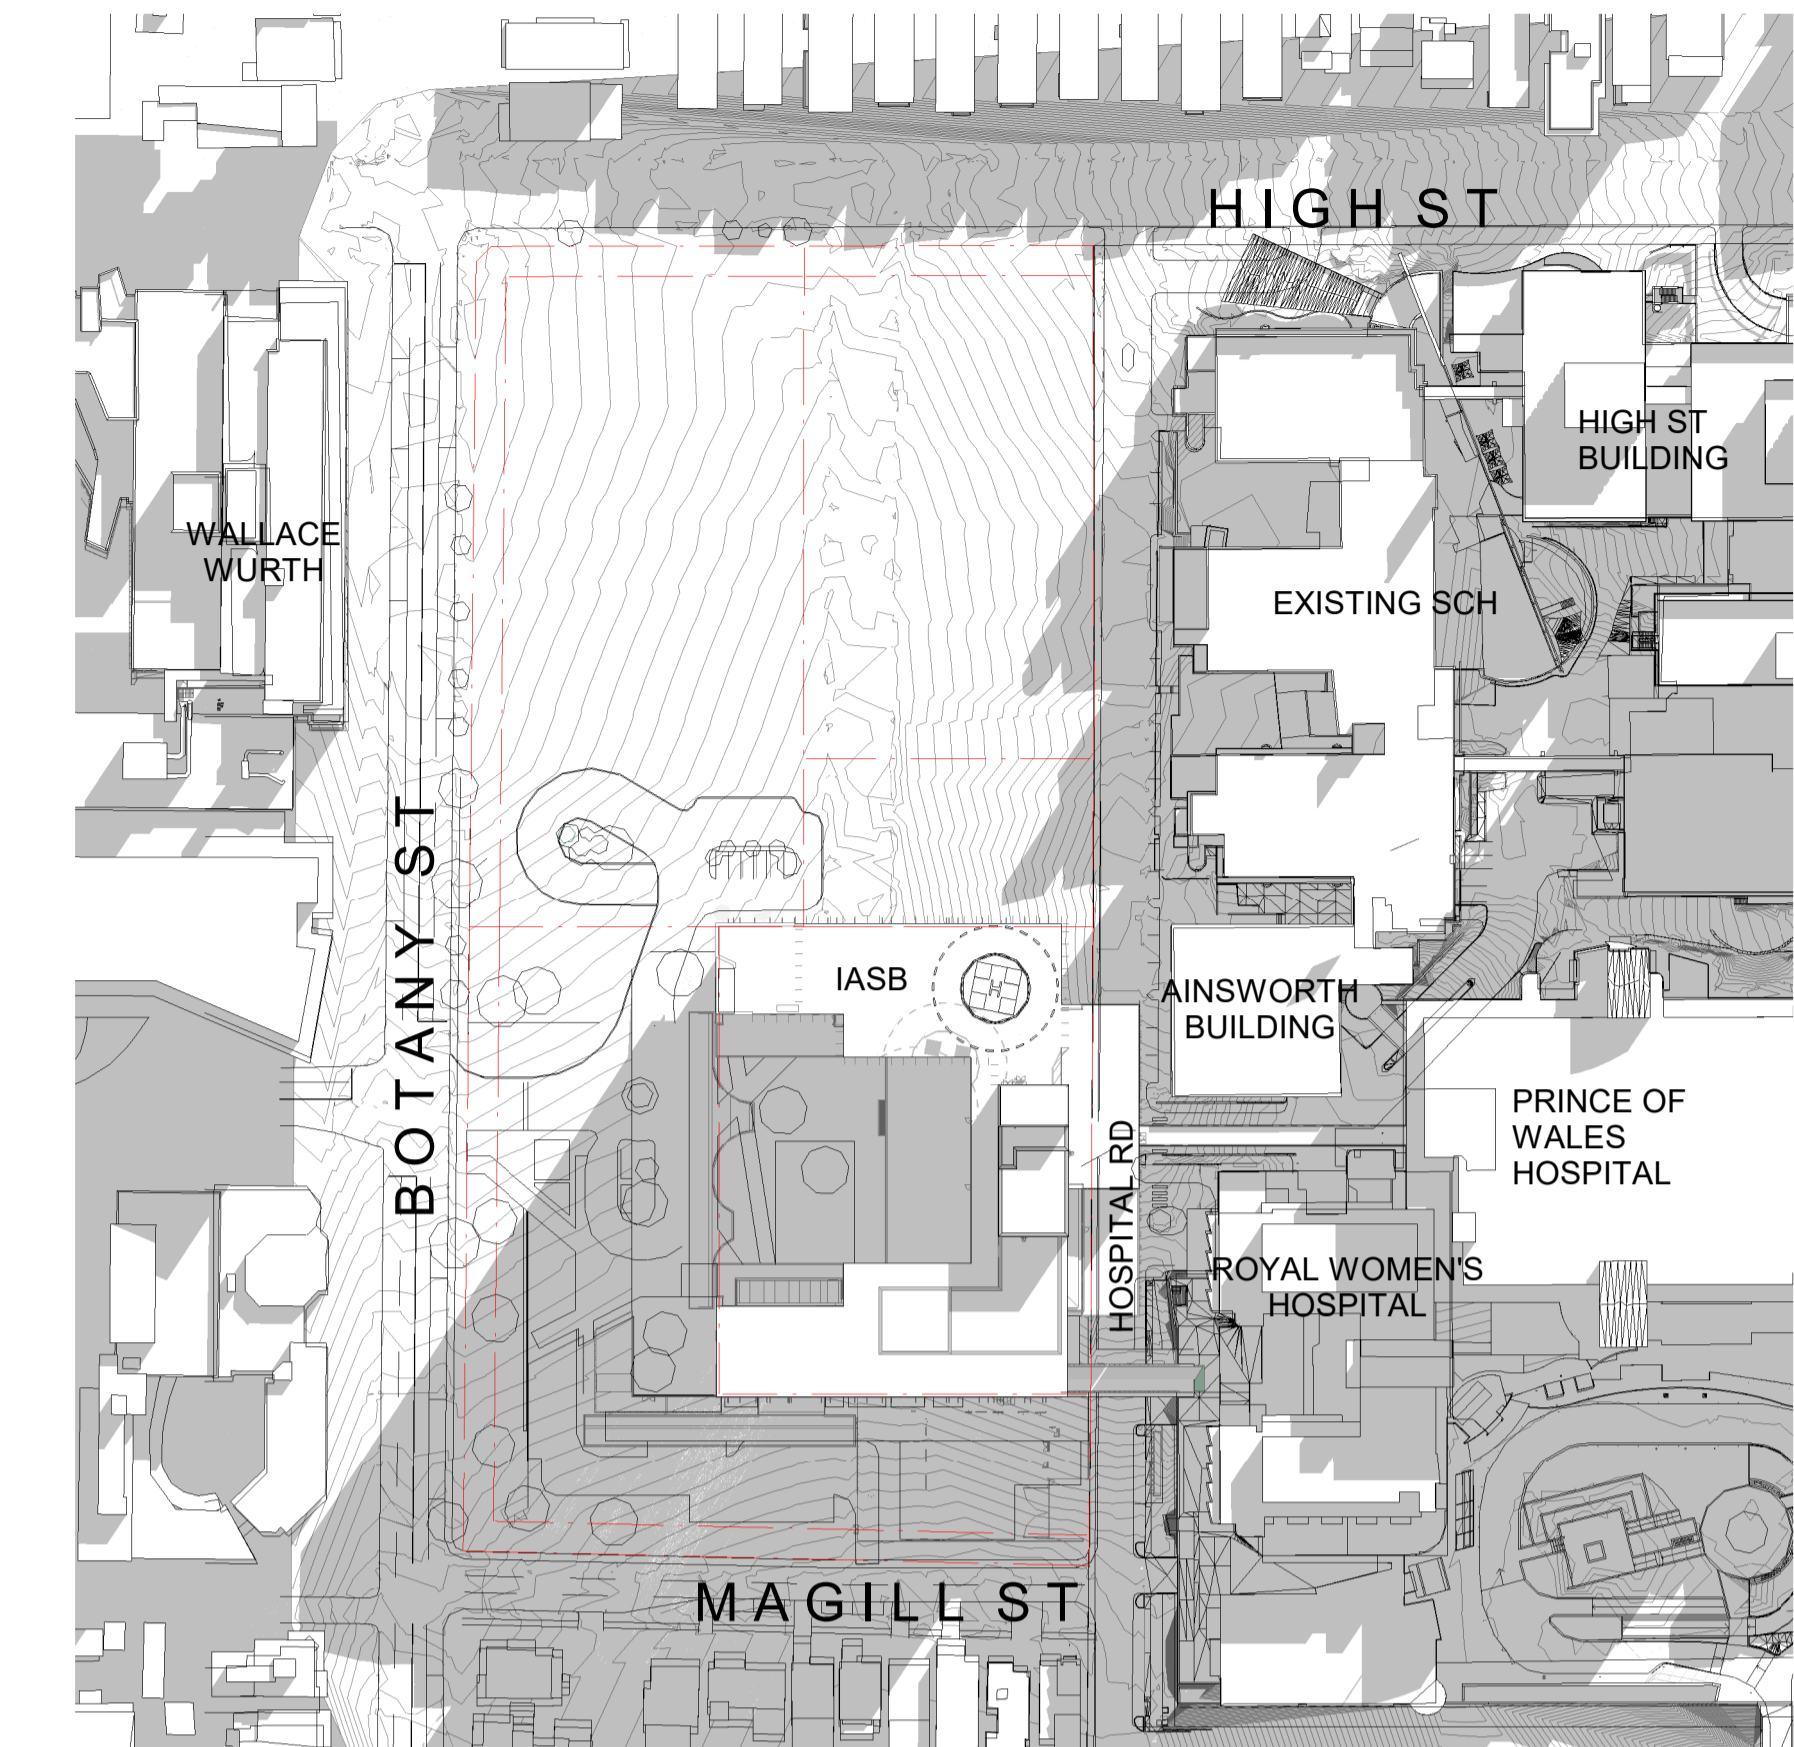 HIGH ST
HIGH ST
BUILDING
WALLACE
WURTH
EXISTING SCH
BOTANY ST
IASB
H
AINSWORTH
BUILDING
PRINCE OF
WALES
HOSPITAL
HOSPITAL RD
ROYAL WOMEN'S
HOSPITAL
MAGILL ST